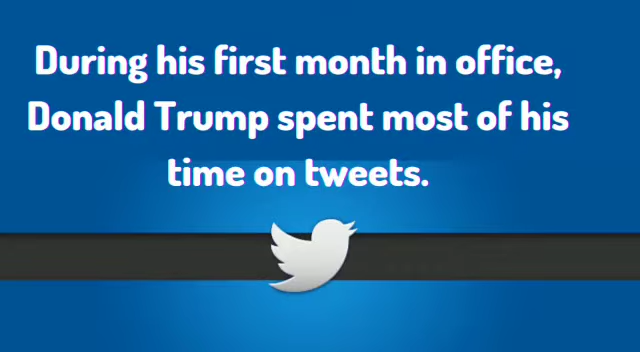 During his first month in office,
Donald Trump spent most of his
time on tweets.